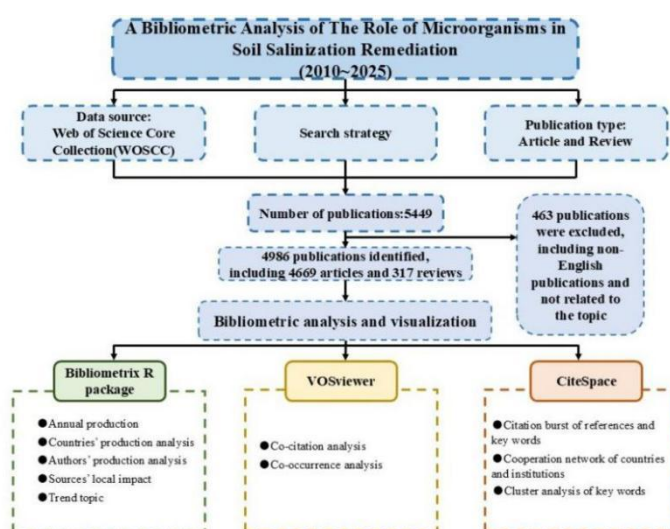 A Bibliometric Analysis of The Role of Microorganisms in
Soil Salinization Remediation
(2010~2025)
Data source:
Web of Science Core
Collection(WOSCC)
Search strategy
Publication type:
Article and Review
Number of publications:5449
463 publications
were excluded,
including non-
English
publications and
not related to
the topic
4986 publications identified,
including 4669 articles and 317 reviews
Bibliometric analysis and visualization
Bibliometrix R
package
●Annual production
●Countries' production analysis
●Authors' production analysis
●Sources' local impact
●Trend topic
VOSviewer
●Co-citation analysis
●Co-occurrence analysis
CiteSpace
●Citation burst of references and
key words
●Cooperation network of countries
and institutions
●Cluster analysis of key words